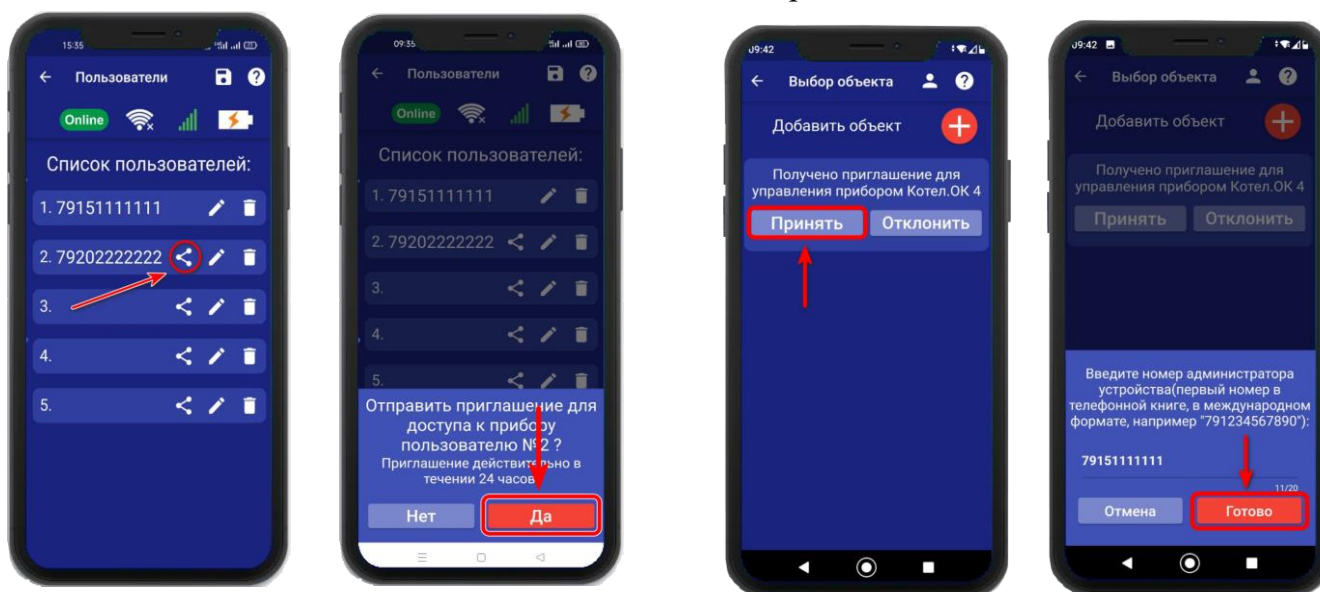 15:35
Пользователи
Online
Список пользователей:
1. 79151111111
2. 79202222222
3.
4.
5.
09:35
Пользователи
Online
Список пользователей:
1. 79151111111
2. 79202222222
3.
4.
5.
Отправить приглашение для
доступа к прибору
пользователю №2 ?
Приглашение действительно в
течении 24 часов
Нет
Да
09:42
Выбор объекта
Добавить объект
Получено приглашение для
управления прибором Котел.ОК 4
Принять
Отклонить
09:42
Выбор объекта
Добавить объект
Получено приглашение для
управления прибором Котел.ОК 4
Принять
Отклонить
Введите номер администратора
устройства(первый номер в
телефонной книге, в международном
формате, например "791234567890"):
79151111111
11/20
Отмена
Готово